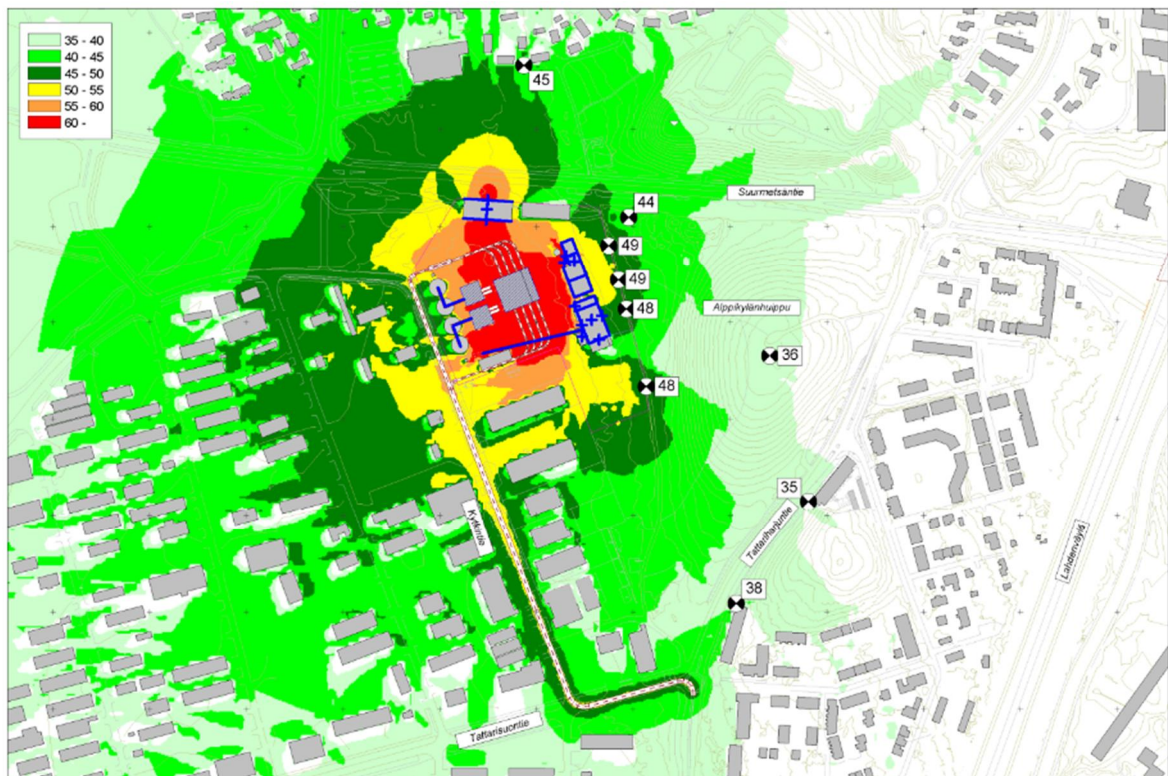 35 - 40
40 - 45
45 - 50
50 - 55
55 - 60
60 -
45
Suurmetsäntie
44
49
49
Alppikylänhuippu
48
36
48
35
Kytkintie
Tattariharjuntie
Lahdenväylä
38
Tattarisuontie